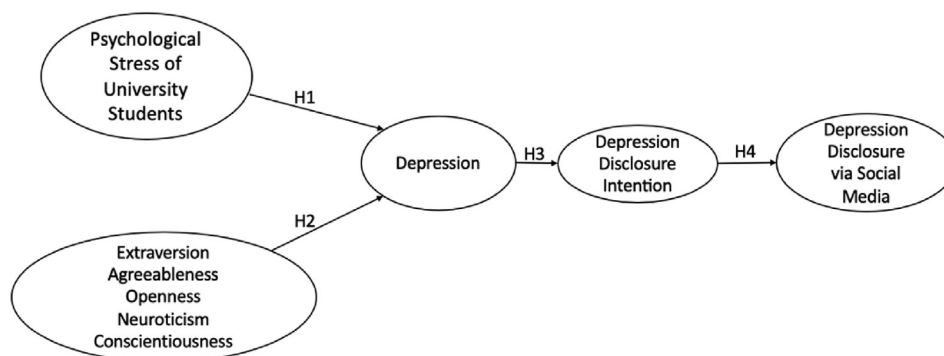 Psychological
Stress of
University
Students
H1
Depression
H3
Depression
Disclosure
Intention
H4
Depression
Disclosure
via Social
Media
H2
Extraversion
Agreeableness
Openness
Neuroticism
Conscientiousness